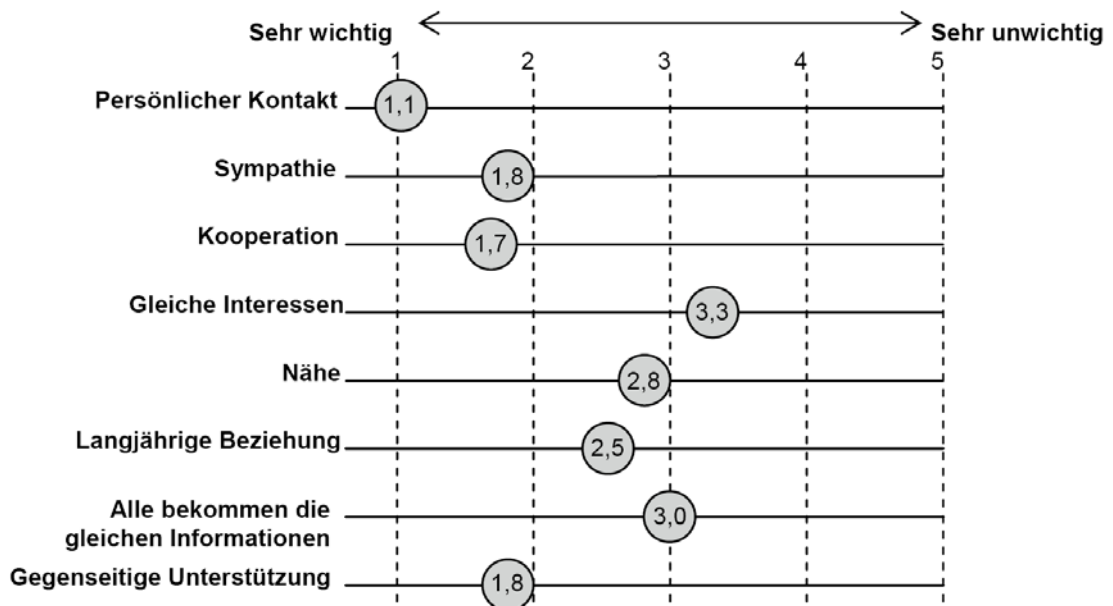 Sehr wichtig
Sehr unwichtig
1 2 3 4 5
Persönlicher Kontakt 1,1
Sympathie 1,8
Kooperation 1,7
Gleiche Interessen 3,3
Nähe 2,8
Langjährige Beziehung 2,5
Alle bekommen die
gleichen Informationen 3,0
Gegenseitige Unterstützung 1,8